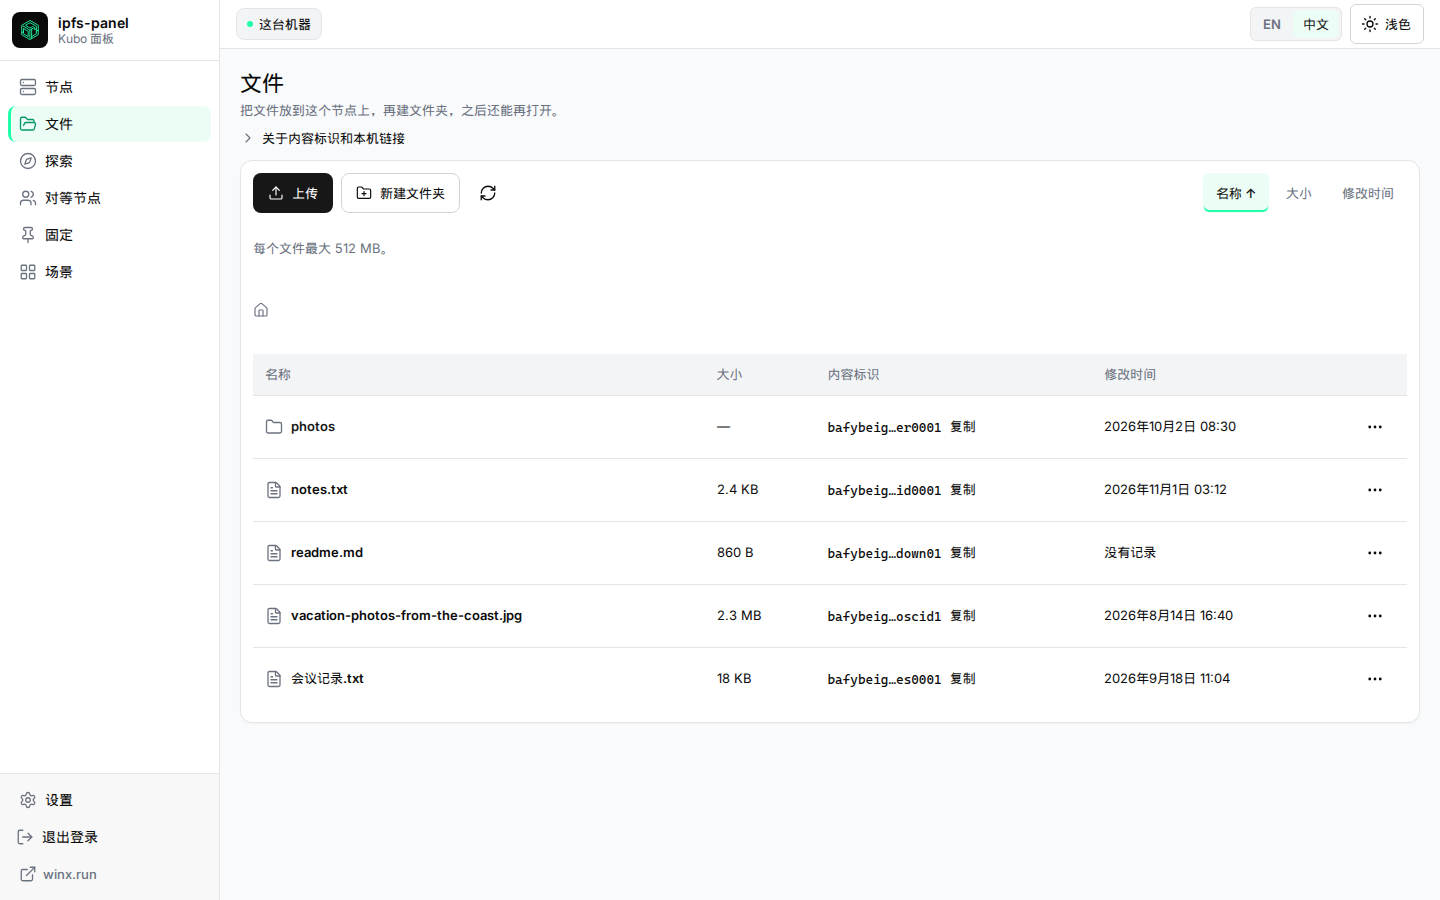 ipfs-panel
Kubo 面板
节点
文件
探索
对等节点
固定
场景
设置
退出登录
winx.run
这台机器
EN 中文 浅色
文件
把文件放到这个节点上，再建文件夹，之后还能再打开。
关于内容标识和本机链接
上传 新建文件夹 名称 ↑ 大小 修改时间
每个文件最大 512 MB。
名称 大小 内容标识 修改时间
photos — bafybeig…er0001 复制 2026年10月2日 08:30
notes.txt 2.4 KB bafybeig…id0001 复制 2026年11月1日 03:12
readme.md 860 B bafybeig…down01 复制 没有记录
vacation-photos-from-the-coast.jpg 2.3 MB bafybeig…oscid1 复制 2026年8月14日 16:40
会议记录.txt 18 KB bafybeig…es0001 复制 2026年9月18日 11:04